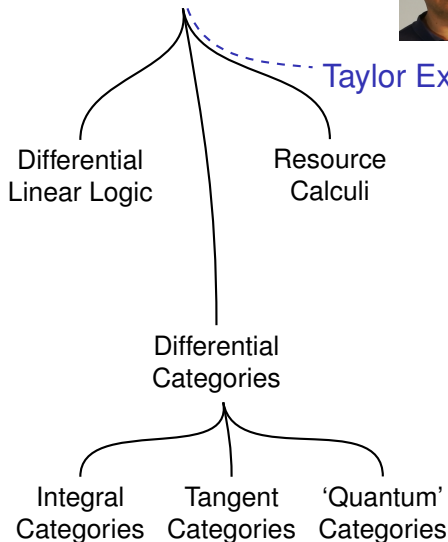 Taylor Ex
Differential
Linear Logic
Resource
Calculi
Differential
Categories
Integral
Categories
Tangent
Categories
‘Quantum’
Categories